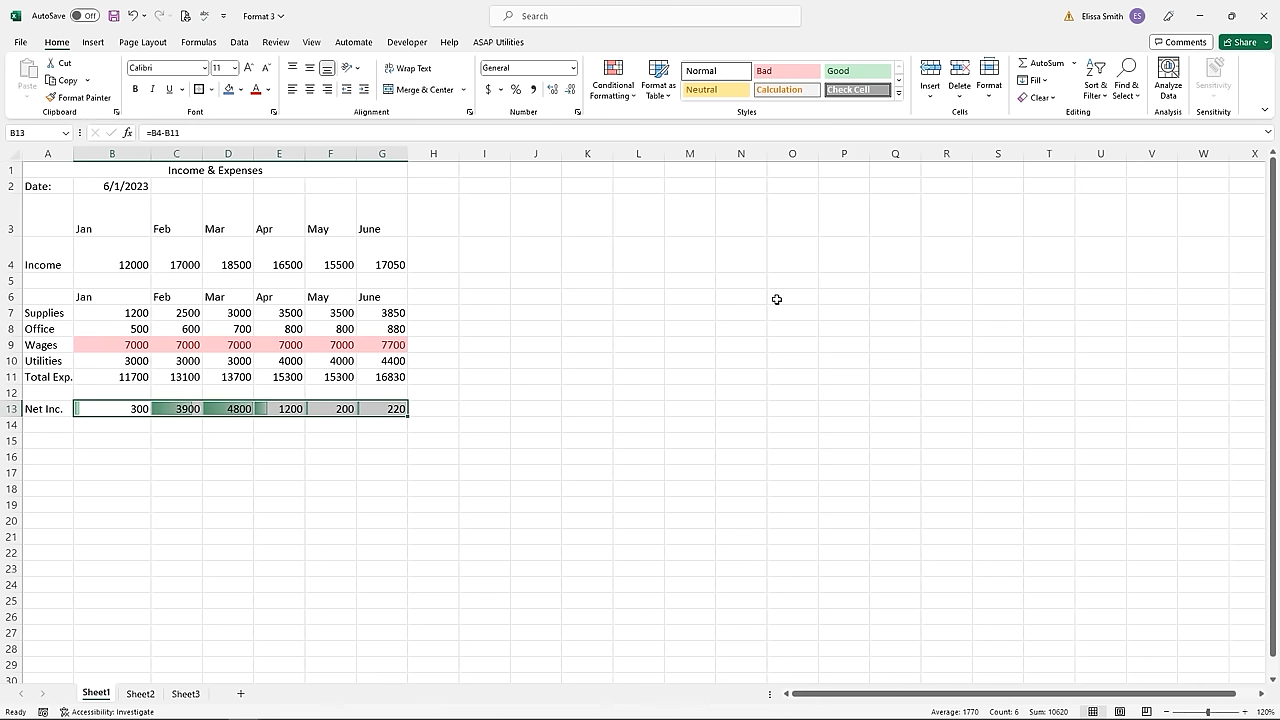 AutoSave Off Format 3 Search Elissa Smith ES
File Home Insert Page Layout Formulas Data Review View Automate Developer Help ASAP Utilities Comments Share
Paste Cut Copy Format Painter Clipboard
Calibri 11 A A B I U A Font
Wrap Text Merge & Center Alignment
General $ % Number
Conditional Formatting Format as Table
Normal Bad Good
Neutral Calculation Check Cell
Styles
Insert Delete Format Cells
AutoSum Fill Clear Sort & Filter Find & Select Editing
Analyze Data Analysis
Sensitivity Sensitivity
B13 fx =B4-B11
A B C D E F G H I J K L M N O P Q R S T U V W X
1 Income & Expenses
2 Date: 6/1/2023
3 Jan Feb Mar Apr May June
4 Income 12000 17000 18500 16500 15500 17050
5
6 Jan Feb Mar Apr May June
7 Supplies 1200 2500 3000 3500 3500 3850
8 Office 500 600 700 800 800 880
9 Wages 7000 7000 7000 7000 7000 7700
10 Utilities 3000 3000 3000 4000 4000 4400
11 Total Exp. 11700 13100 13700 15300 15300 16830
12
13 Net Inc. 300 3900 4800 1200 200 220
14
15
16
17
18
19
20
21
22
23
24
25
26
27
28
29
30
Sheet1 Sheet2 Sheet3
Ready Accessibility: Investigate Average: 1770 Count: 6 Sum: 10620 120%